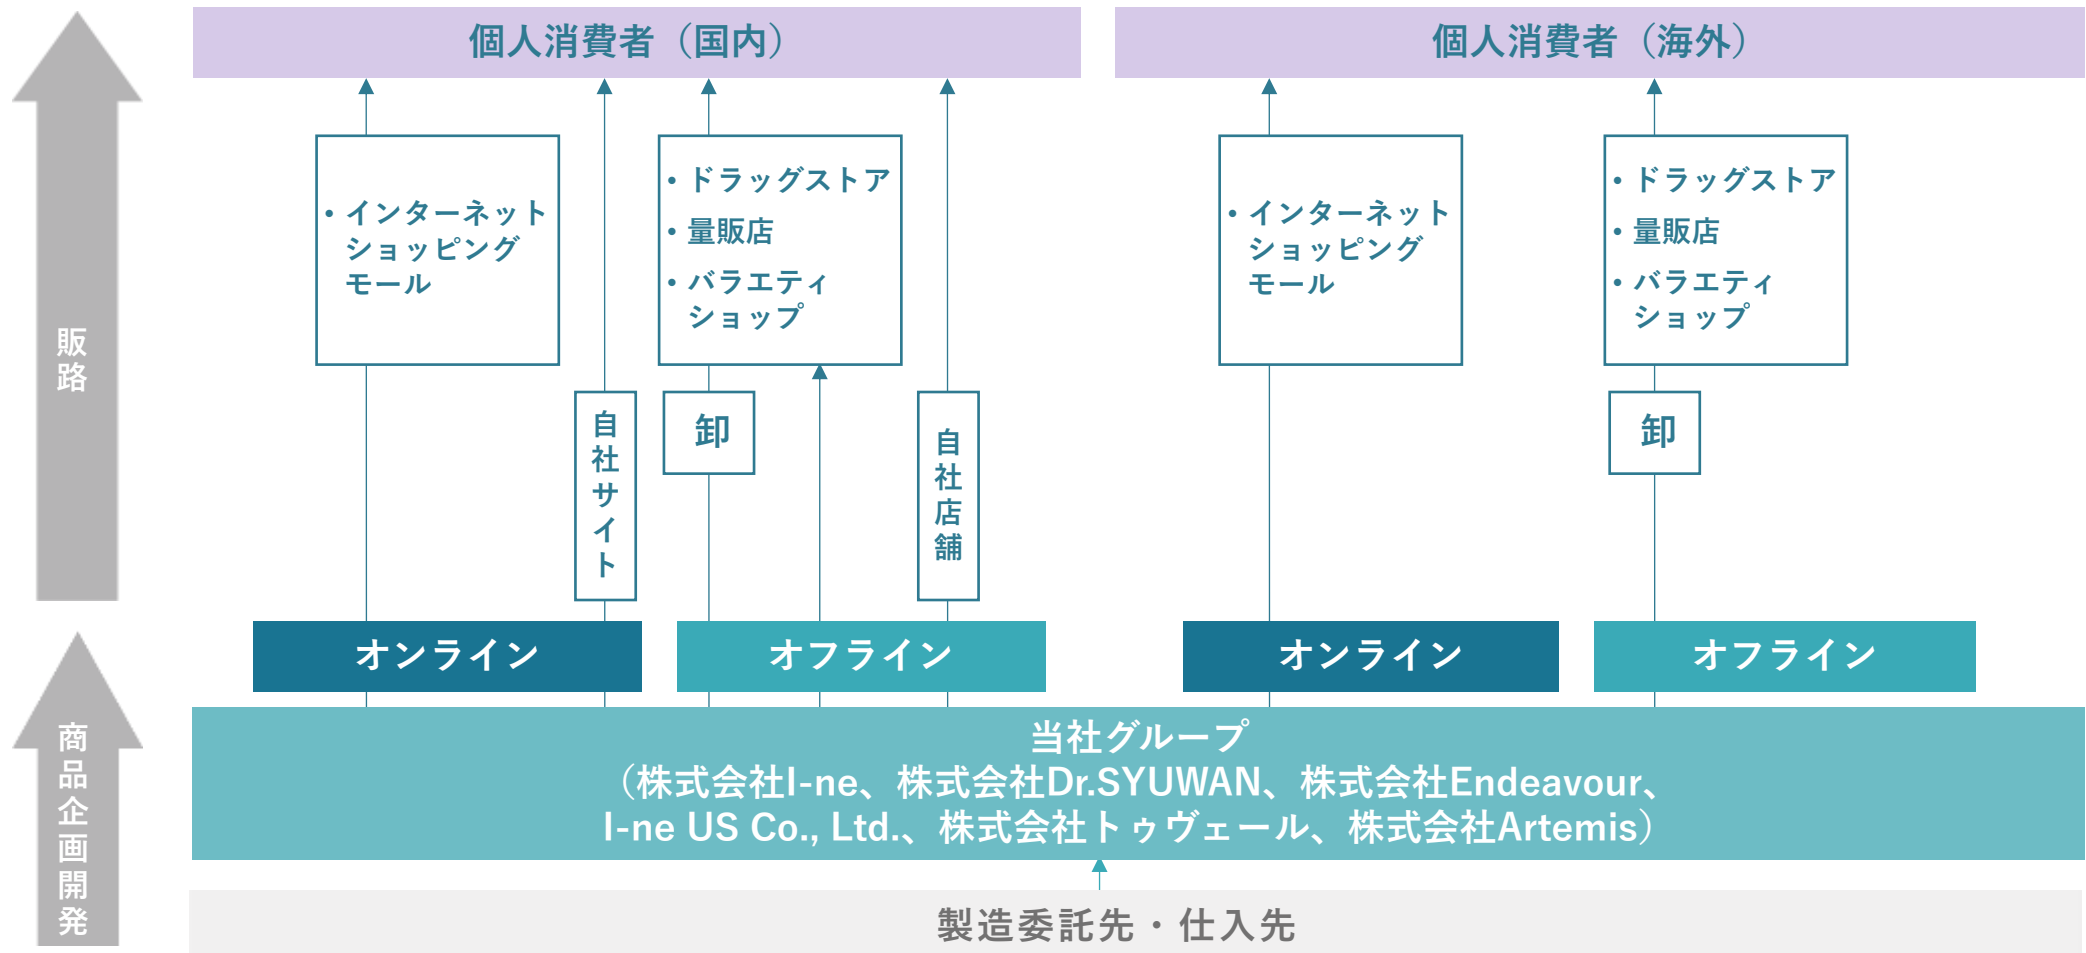 個人消費者（国内）
個人消費者（海外）
・インターネット
ショッピング
モール
・ドラッグストア
・量販店
・バラエティ
ショップ
・インターネット
ショッピング
モール
・ドラッグストア
・量販店
・バラエティ
ショップ
販路
自社サイト
卸
自社店舗
卸
オンライン
オフライン
オンライン
オフライン
商品企画開発
当社グループ
（株式会社I-ne、株式会社Dr.SYUWAN、株式会社Endeavour、
I-ne US Co., Ltd.、株式会社トゥヴェール、株式会社Artemis）
製造委託先・仕入先